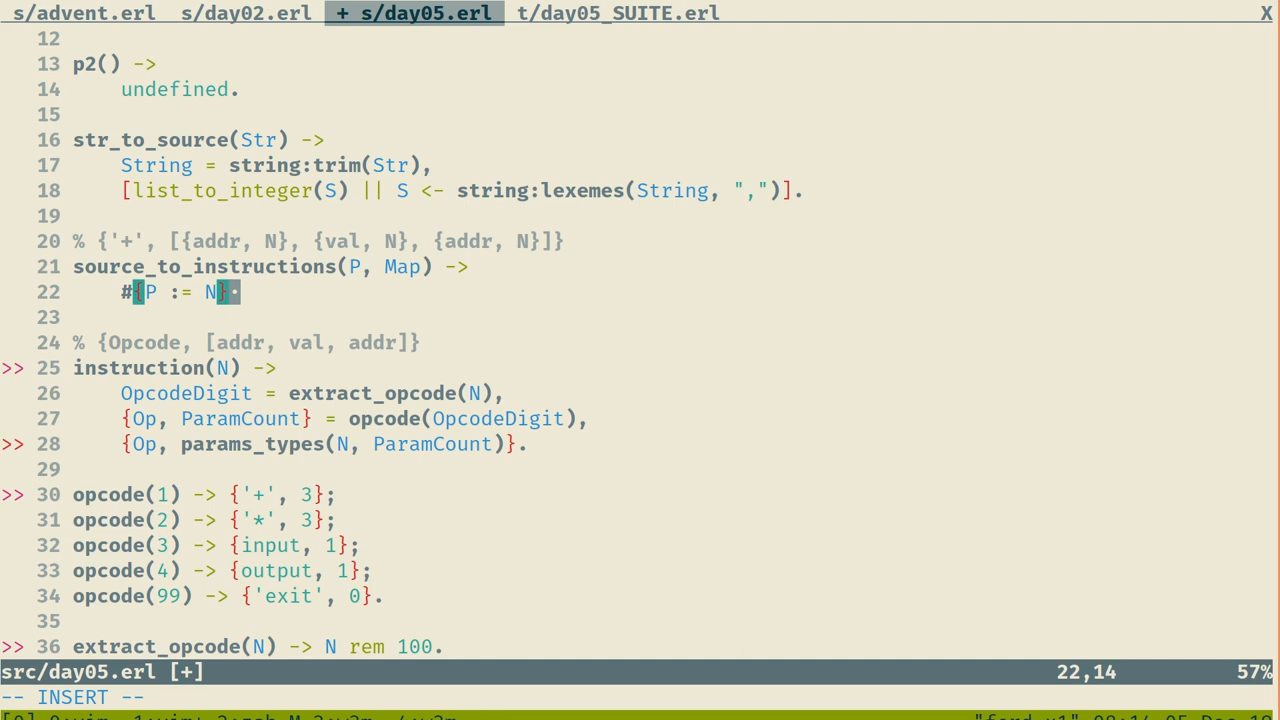 s/advent.erl  s/day02.erl  + s/day05.erl  t/day05_SUITE.erl  X
12
13 p2() ->
14     undefined.
15
16 str_to_source(Str) ->
17     String = string:trim(Str),
18     [list_to_integer(S) || S <- string:lexemes(String, ",")].
19
20 % {'+', [{addr, N}, {val, N}, {addr, N}]}
21 source_to_instructions(P, Map) ->
22     #{P := N}·
23
24 % {Opcode, [addr, val, addr]}
>> 25 instruction(N) ->
26     OpcodeDigit = extract_opcode(N),
27     {Op, ParamCount} = opcode(OpcodeDigit),
>> 28     {Op, params_types(N, ParamCount)}.
29
>> 30 opcode(1) -> {'+', 3};
31 opcode(2) -> {'*', 3};
32 opcode(3) -> {input, 1};
33 opcode(4) -> {output, 1};
34 opcode(99) -> {'exit', 0}.
35
>> 36 extract_opcode(N) -> N rem 100.
src/day05.erl [+]  22,14  57%
-- INSERT --